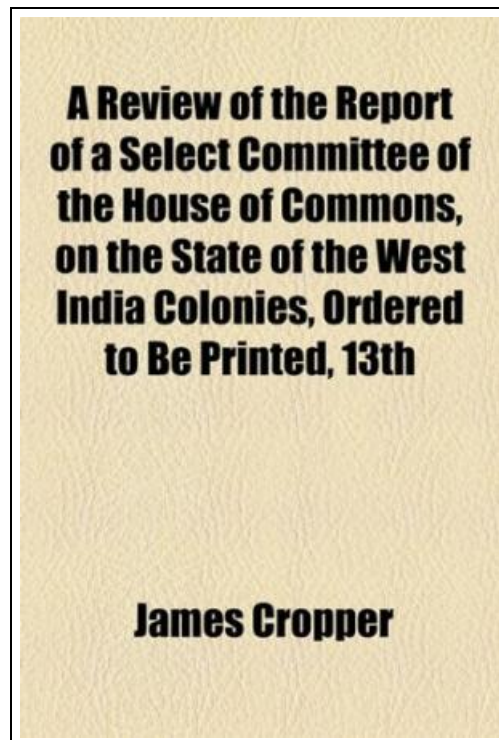 A Review of the Report
of a Select Committee of
the House of Commons,
on the State of the West
India Colonies, Ordered
to Be Printed, 13th
James Cropper